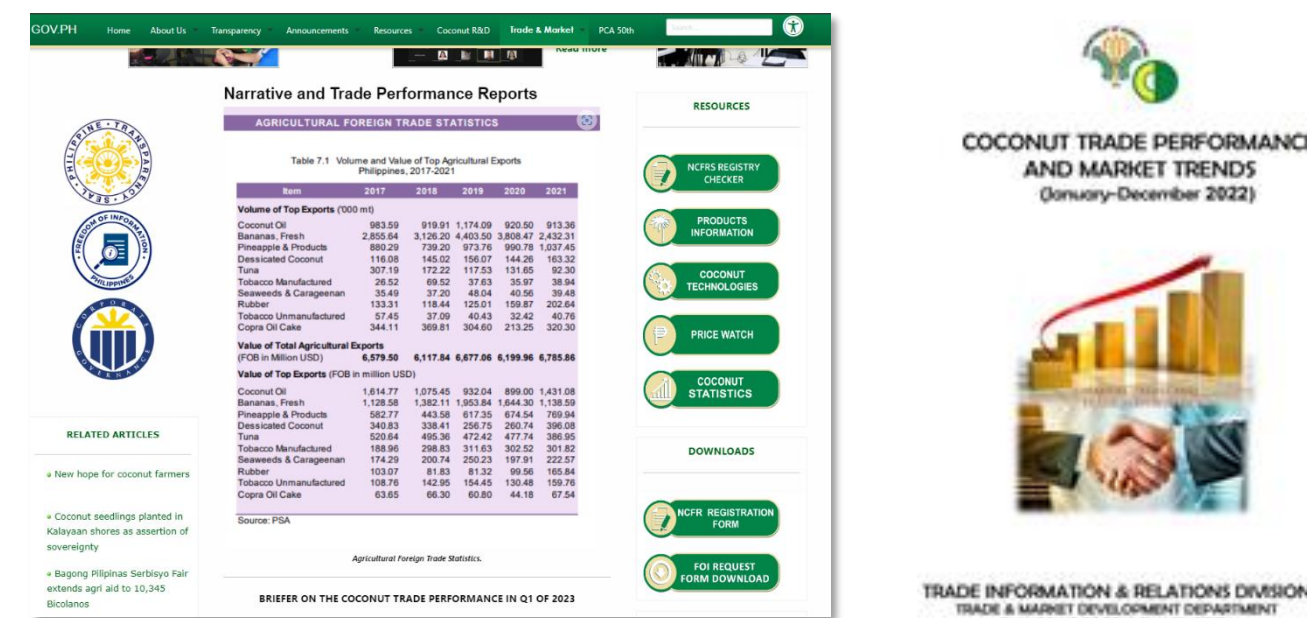 GOV.PH Home About Us Transparency Announcements Resources Coconut R&D Trade & Market PCA 50th
Read more
Narrative and Trade Performance Reports
AGRICULTURAL FOREIGN TRADE STATISTICS
Table 7.1 Volume and Value of Top Agricultural Exports
Philippines, 2017-2021
Item 2017 2018 2019 2020 2021
Volume of Top Exports ('000 mt)
Coconut Oil 983.59 919.91 1,174.09 920.50 913.36
Bananas, Fresh 2,855.64 3,126.20 4,403.50 3,808.47 2,432.31
Pineapple & Products 880.29 739.20 973.76 990.78 1,037.45
Dessicated Coconut 116.08 145.02 156.07 144.26 163.32
Tuna 307.19 172.22 117.53 131.65 92.30
Tobacco Manufactured 26.52 69.52 37.63 35.97 38.94
Seaweeds & Carageenan 35.49 37.20 48.04 40.56 39.48
Rubber 133.31 118.44 125.01 159.87 202.64
Tobacco Unmanufactured 57.45 37.09 40.43 32.42 40.76
Copra Oil Cake 344.11 369.81 304.60 213.25 320.30
Value of Total Agricultural Exports
(FOB in Million USD) 6,579.50 6,117.84 6,677.06 6,199.96 6,785.86
Value of Top Exports (FOB in million USD)
Coconut Oil 1,614.77 1,075.45 932.04 899.00 1,431.08
Bananas, Fresh 1,128.58 1,382.11 1,953.84 1,644.30 1,138.59
Pineapple & Products 582.77 443.58 617.35 674.54 769.94
Dessicated Coconut 340.83 338.41 256.75 260.74 396.08
Tuna 520.64 495.36 472.42 477.74 386.95
Tobacco Manufactured 188.96 298.83 311.63 302.52 301.82
Seaweeds & Carageenan 174.29 200.74 250.23 197.91 222.57
Rubber 103.07 81.83 81.32 99.56 165.84
Tobacco Unmanufactured 108.76 142.95 154.45 130.48 159.76
Copra Oil Cake 63.65 66.30 60.80 44.18 67.54
Source: PSA
Agricultural Foreign Trade Statistics.
BRIEFER ON THE COCONUT TRADE PERFORMANCE IN Q1 OF 2023
PHILIPPINE TRANSPARENCY SEAL
FREEDOM OF INFORMATION
PHILIPPINES
CORPORATE
GOVERNANCE
RELATED ARTICLES
New hope for coconut farmers
Coconut seedlings planted in
Kalayaan shores as assertion of
sovereignty
Bagong Pilipinas Serbisyo Fair
extends agri aid to 10,345
Bicolanos
RESOURCES
NCFRS REGISTRY
CHECKER
PRODUCTS
INFORMATION
COCONUT
TECHNOLOGIES
PRICE WATCH
COCONUT
STATISTICS
DOWNLOADS
NCFR REGISTRATION
FORM
FOI REQUEST
FORM DOWNLOAD
COCONUT TRADE PERFORMANCE
AND MARKET TRENDS
(January-December 2022)
TRADE INFORMATION & RELATIONS DIVISION
TRADE & MARKET DEVELOPMENT DEPARTMENT